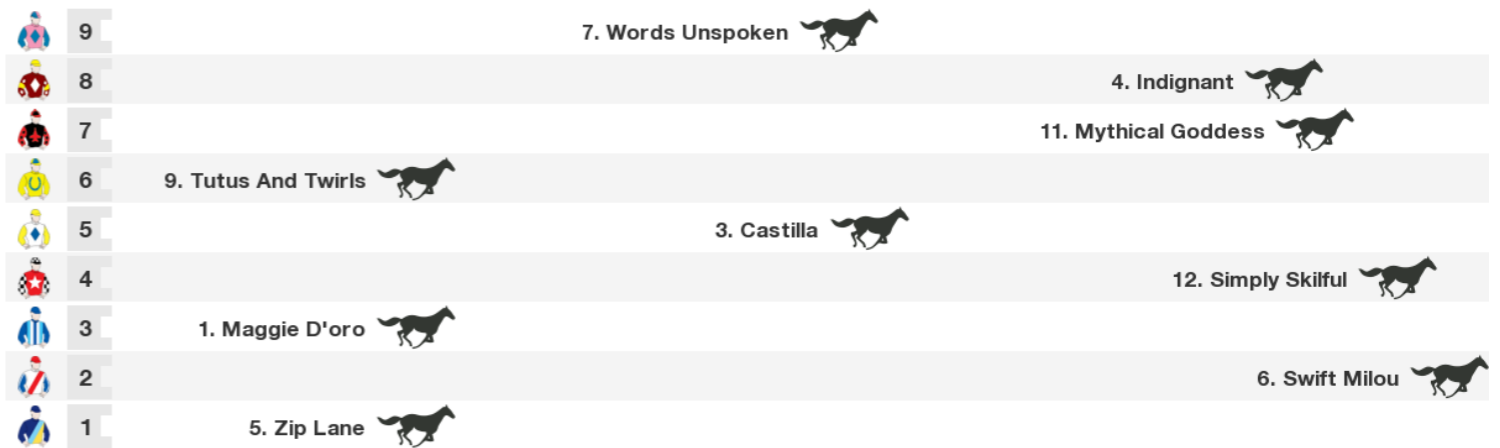 9 7. Words Unspoken
8 4. Indignant
7 11. Mythical Goddess
6 9. Tutus And Twirls
5 3. Castilla
4 12. Simply Skilful
3 1. Maggie D'oro
2 6. Swift Milou
1 5. Zip Lane